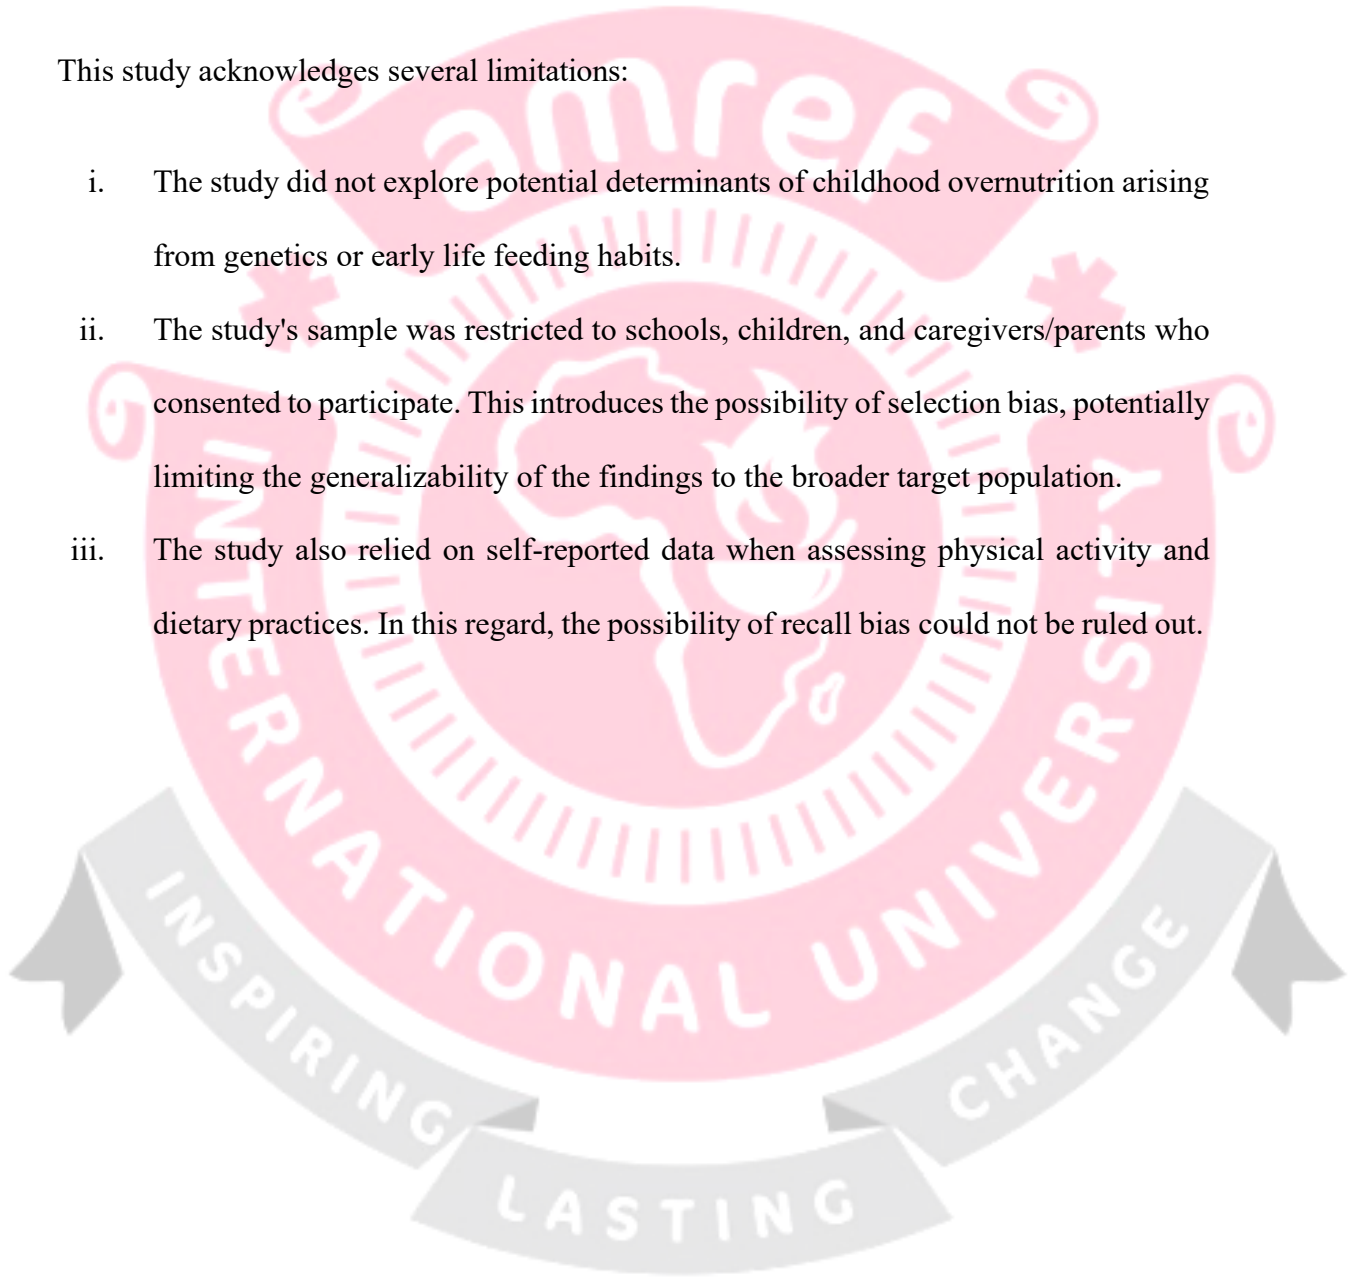 This study acknowledges several limitations:
i. The study did not explore potential determinants of childhood overnutrition arising
from genetics or early life feeding habits.
ii. The study's sample was restricted to schools, children, and caregivers/parents who
consented to participate. This introduces the possibility of selection bias, potentially
limiting the generalizability of the findings to the broader target population.
iii. The study also relied on self-reported data when assessing physical activity and
dietary practices. In this regard, the possibility of recall bias could not be ruled out.
amref
INTERNATIONAL UNIVERSITY
INSPIRING
LASTING
CHANGE